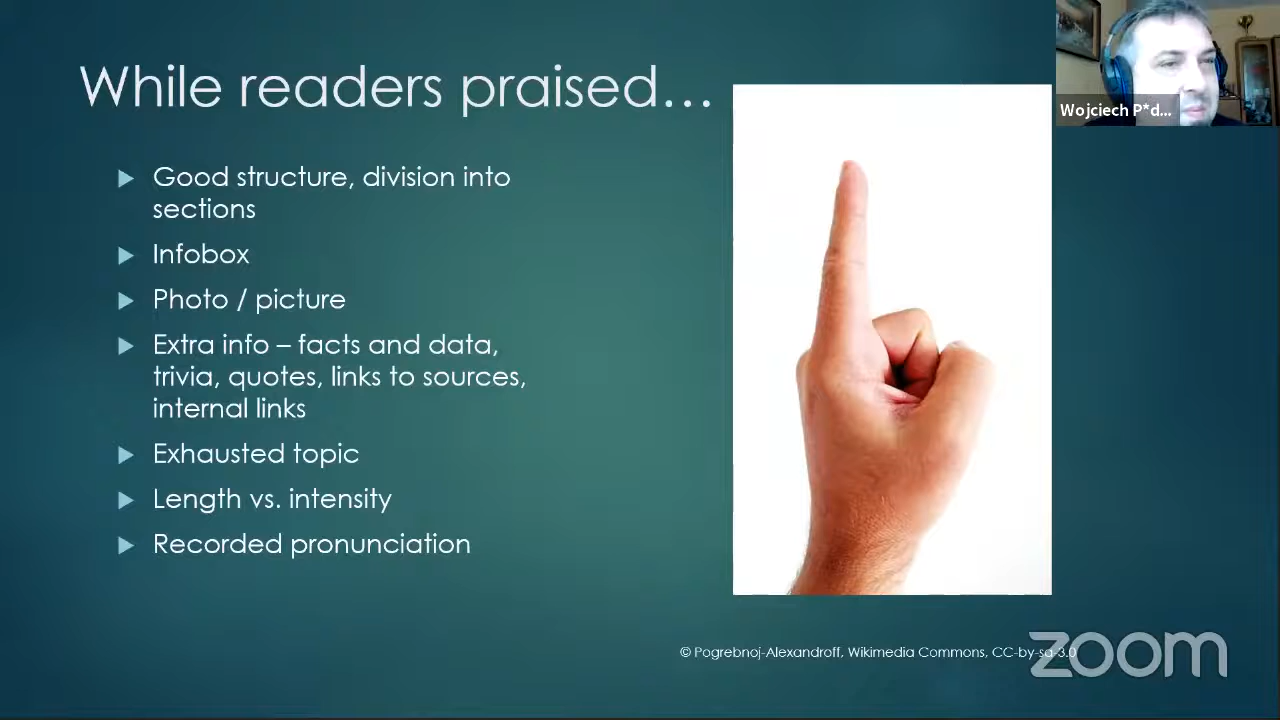 While readers praised…
Wojciech P*d...
Good structure, division into
sections
Infobox
Photo / picture
Extra info – facts and data,
trivia, quotes, links to sources,
internal links
Exhausted topic
Length vs. intensity
Recorded pronunciation
© Pogrebnoj-Alexandroff, Wikimedia Commons, CC-by-sa-3.0
zoom